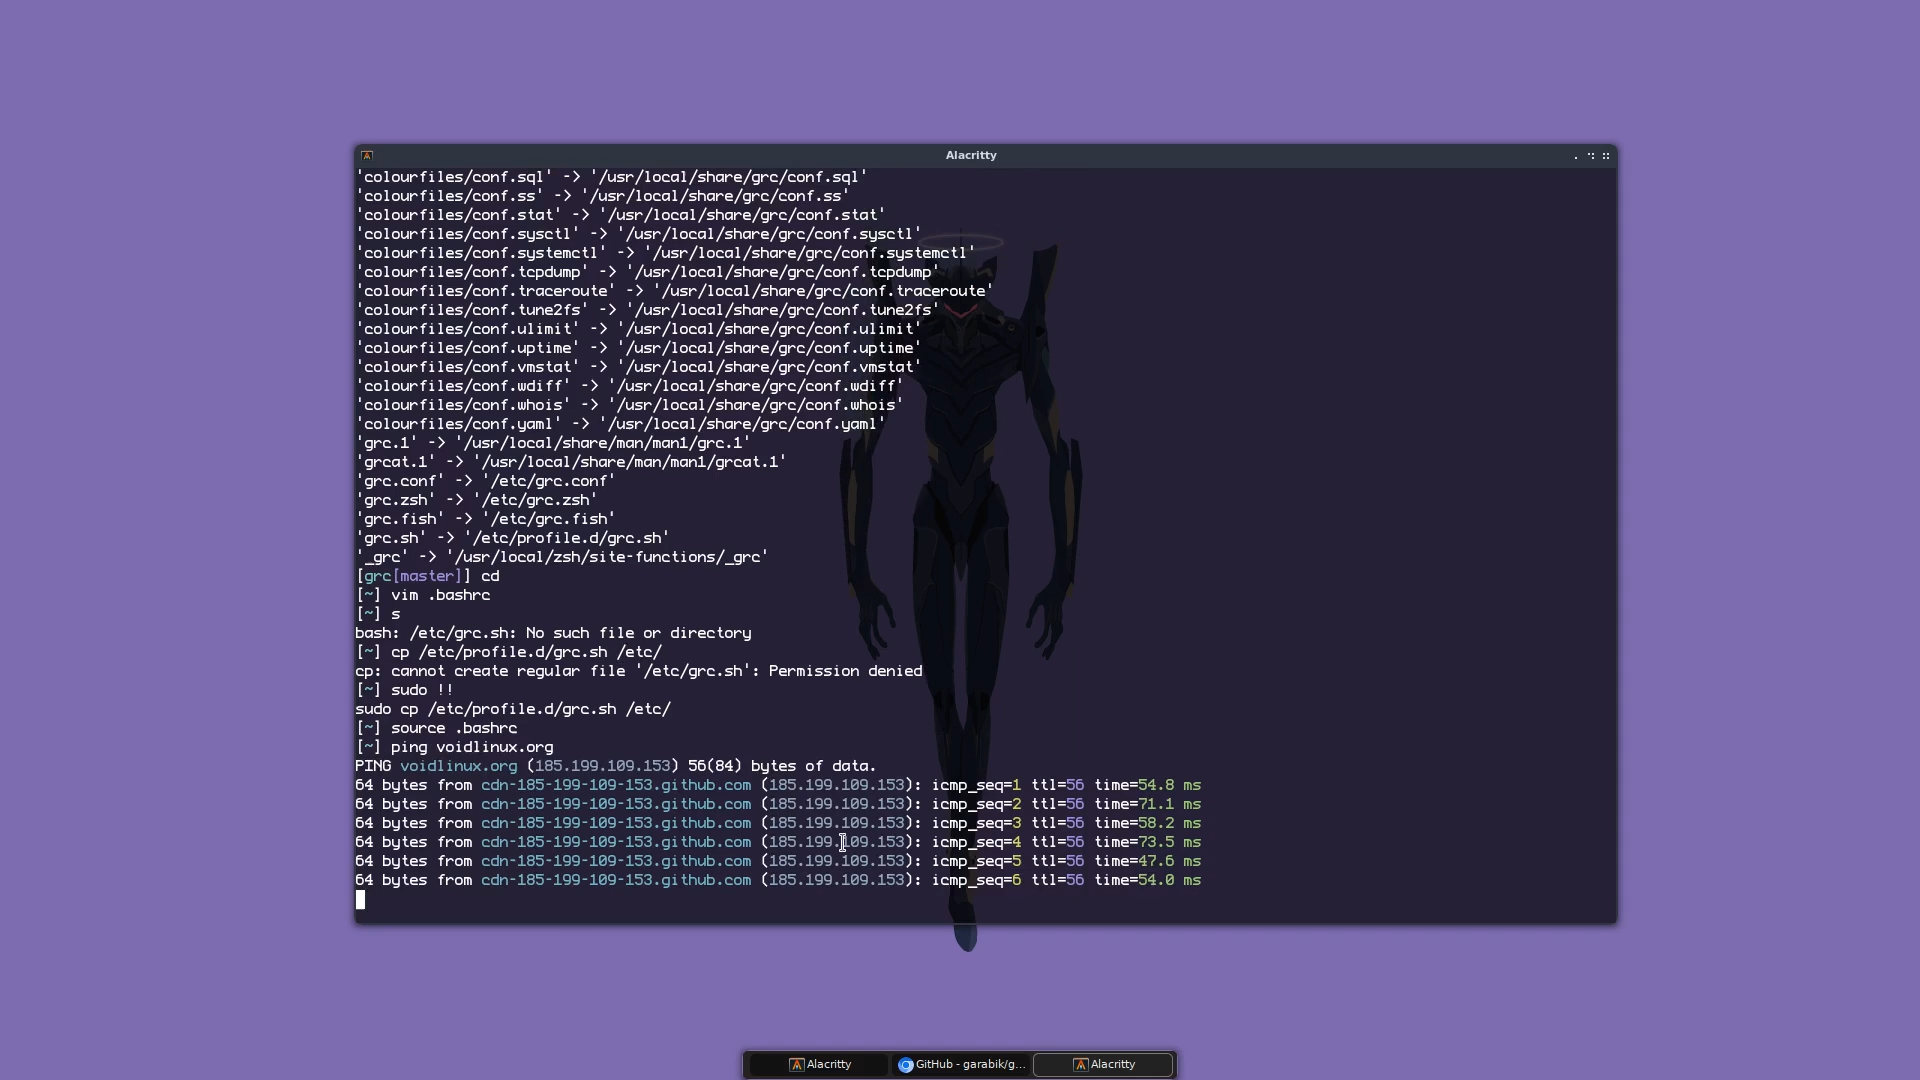 Alacritty
'colourfiles/conf.sql' -> '/usr/local/share/grc/conf.sql'
'colourfiles/conf.ss' -> '/usr/local/share/grc/conf.ss'
'colourfiles/conf.stat' -> '/usr/local/share/grc/conf.stat'
'colourfiles/conf.sysctl' -> '/usr/local/share/grc/conf.sysctl'
'colourfiles/conf.systemctl' -> '/usr/local/share/grc/conf.systemctl'
'colourfiles/conf.tcpdump' -> '/usr/local/share/grc/conf.tcpdump'
'colourfiles/conf.traceroute' -> '/usr/local/share/grc/conf.traceroute'
'colourfiles/conf.tune2fs' -> '/usr/local/share/grc/conf.tune2fs'
'colourfiles/conf.ulimit' -> '/usr/local/share/grc/conf.ulimit'
'colourfiles/conf.uptime' -> '/usr/local/share/grc/conf.uptime'
'colourfiles/conf.vmstat' -> '/usr/local/share/grc/conf.vmstat'
'colourfiles/conf.wdiff' -> '/usr/local/share/grc/conf.wdiff'
'colourfiles/conf.whois' -> '/usr/local/share/grc/conf.whois'
'colourfiles/conf.yaml' -> '/usr/local/share/grc/conf.yaml'
'grc.1' -> '/usr/local/share/man/man1/grc.1'
'grcat.1' -> '/usr/local/share/man/man1/grcat.1'
'grc.conf' -> '/etc/grc.conf'
'grc.zsh' -> '/etc/grc.zsh'
'grc.fish' -> '/etc/grc.fish'
'grc.sh' -> '/etc/profile.d/grc.sh'
'_grc' -> '/usr/local/zsh/site-functions/_grc'
[grc[master]] cd
[~] vim .bashrc
[~] s
bash: /etc/grc.sh: No such file or directory
[~] cp /etc/profile.d/grc.sh /etc/
cp: cannot create regular file '/etc/grc.sh': Permission denied
[~] sudo !!
sudo cp /etc/profile.d/grc.sh /etc/
[~] source .bashrc
[~] ping voidlinux.org
PING voidlinux.org (185.199.109.153) 56(84) bytes of data.
64 bytes from cdn-185-199-109-153.github.com (185.199.109.153): icmp_seq=1 ttl=56 time=54.8 ms
64 bytes from cdn-185-199-109-153.github.com (185.199.109.153): icmp_seq=2 ttl=56 time=71.1 ms
64 bytes from cdn-185-199-109-153.github.com (185.199.109.153): icmp_seq=3 ttl=56 time=58.2 ms
64 bytes from cdn-185-199-109-153.github.com (185.199.109.153): icmp_seq=4 ttl=56 time=73.5 ms
64 bytes from cdn-185-199-109-153.github.com (185.199.109.153): icmp_seq=5 ttl=56 time=47.6 ms
64 bytes from cdn-185-199-109-153.github.com (185.199.109.153): icmp_seq=6 ttl=56 time=54.0 ms
Alacritty
GitHub - garabik/g...
Alacritty